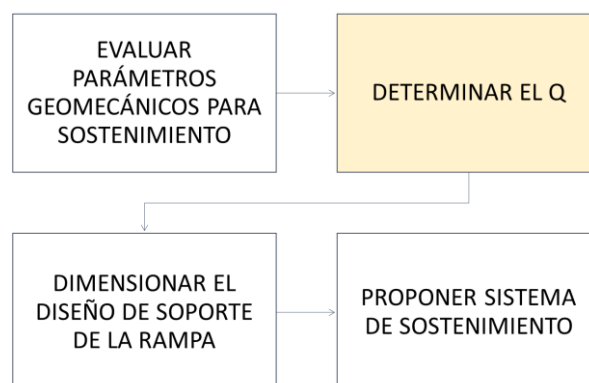 EVALUAR
PARÁMETROS
GEOMECÁNICOS PARA
SOSTENIMIENTO
DETERMINAR EL Q
DIMENSIONAR EL
DISEÑO DE SOPORTE
DE LA RAMPA
PROPONER SISTEMA
DE SOSTENIMIENTO